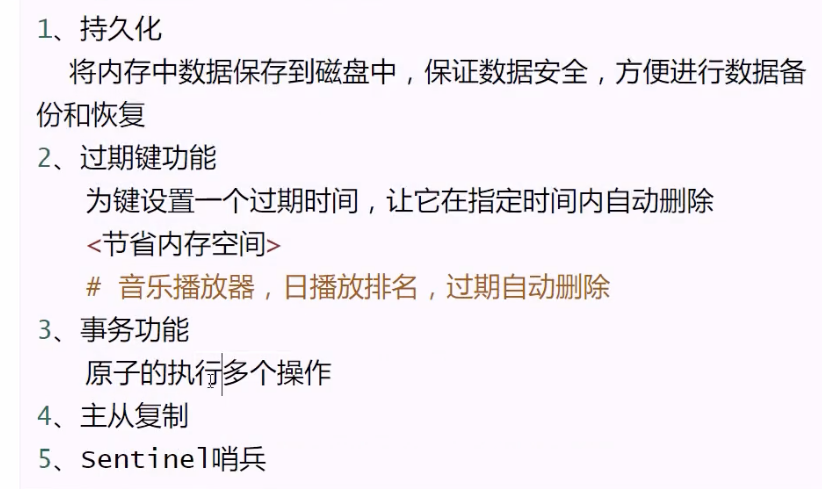 1、持久化
将内存中数据保存到磁盘中，保证数据安全，方便进行数据备
份和恢复
2、过期键功能
为键设置一个过期时间，让它在指定时间内自动删除
<节省内存空间>
# 音乐播放器，日播放排名，过期自动删除
3、事务功能
原子的执行多个操作
4、主从复制
5、Sentinel哨兵